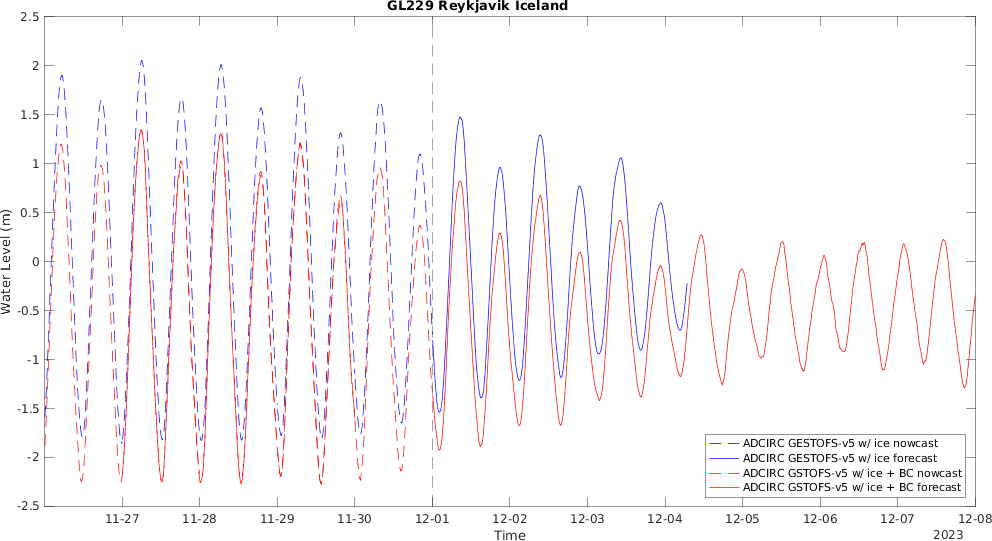 GL229 Reykjavik Iceland
2.5
2
1.5
1
0.5
0
-0.5
-1
-1.5
-2
-2.5
Water Level (m)
11-27 11-28 11-29 11-30 12-01 12-02 12-03 12-04 12-05 12-06 12-07 12-08
Time
2023
ADCIRC GESTOFS-v5 w/ ice nowcast
ADCIRC GESTOFS-v5 w/ ice forecast
ADCIRC GSTOFS-v5 w/ ice + BC nowcast
ADCIRC GSTOFS-v5 w/ ice + BC forecast